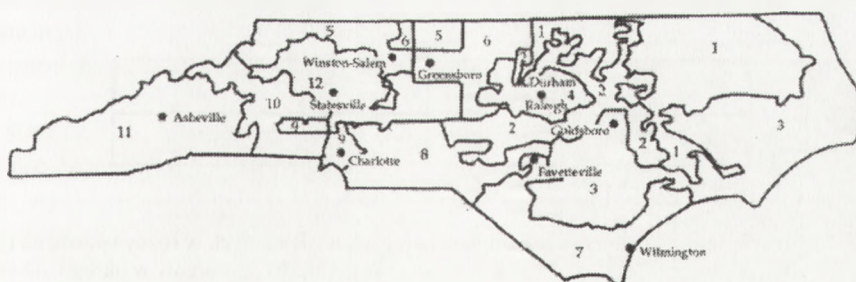 5 6 5 6 1 1
Winston-Salem
Greensboro
12 Durham 4 2
10 Statesville Raleigh
11 Asheville 9 2 Goldsboro 2 3
9 Charlotte 8 1
Fayetteville
3
7 Wilmington